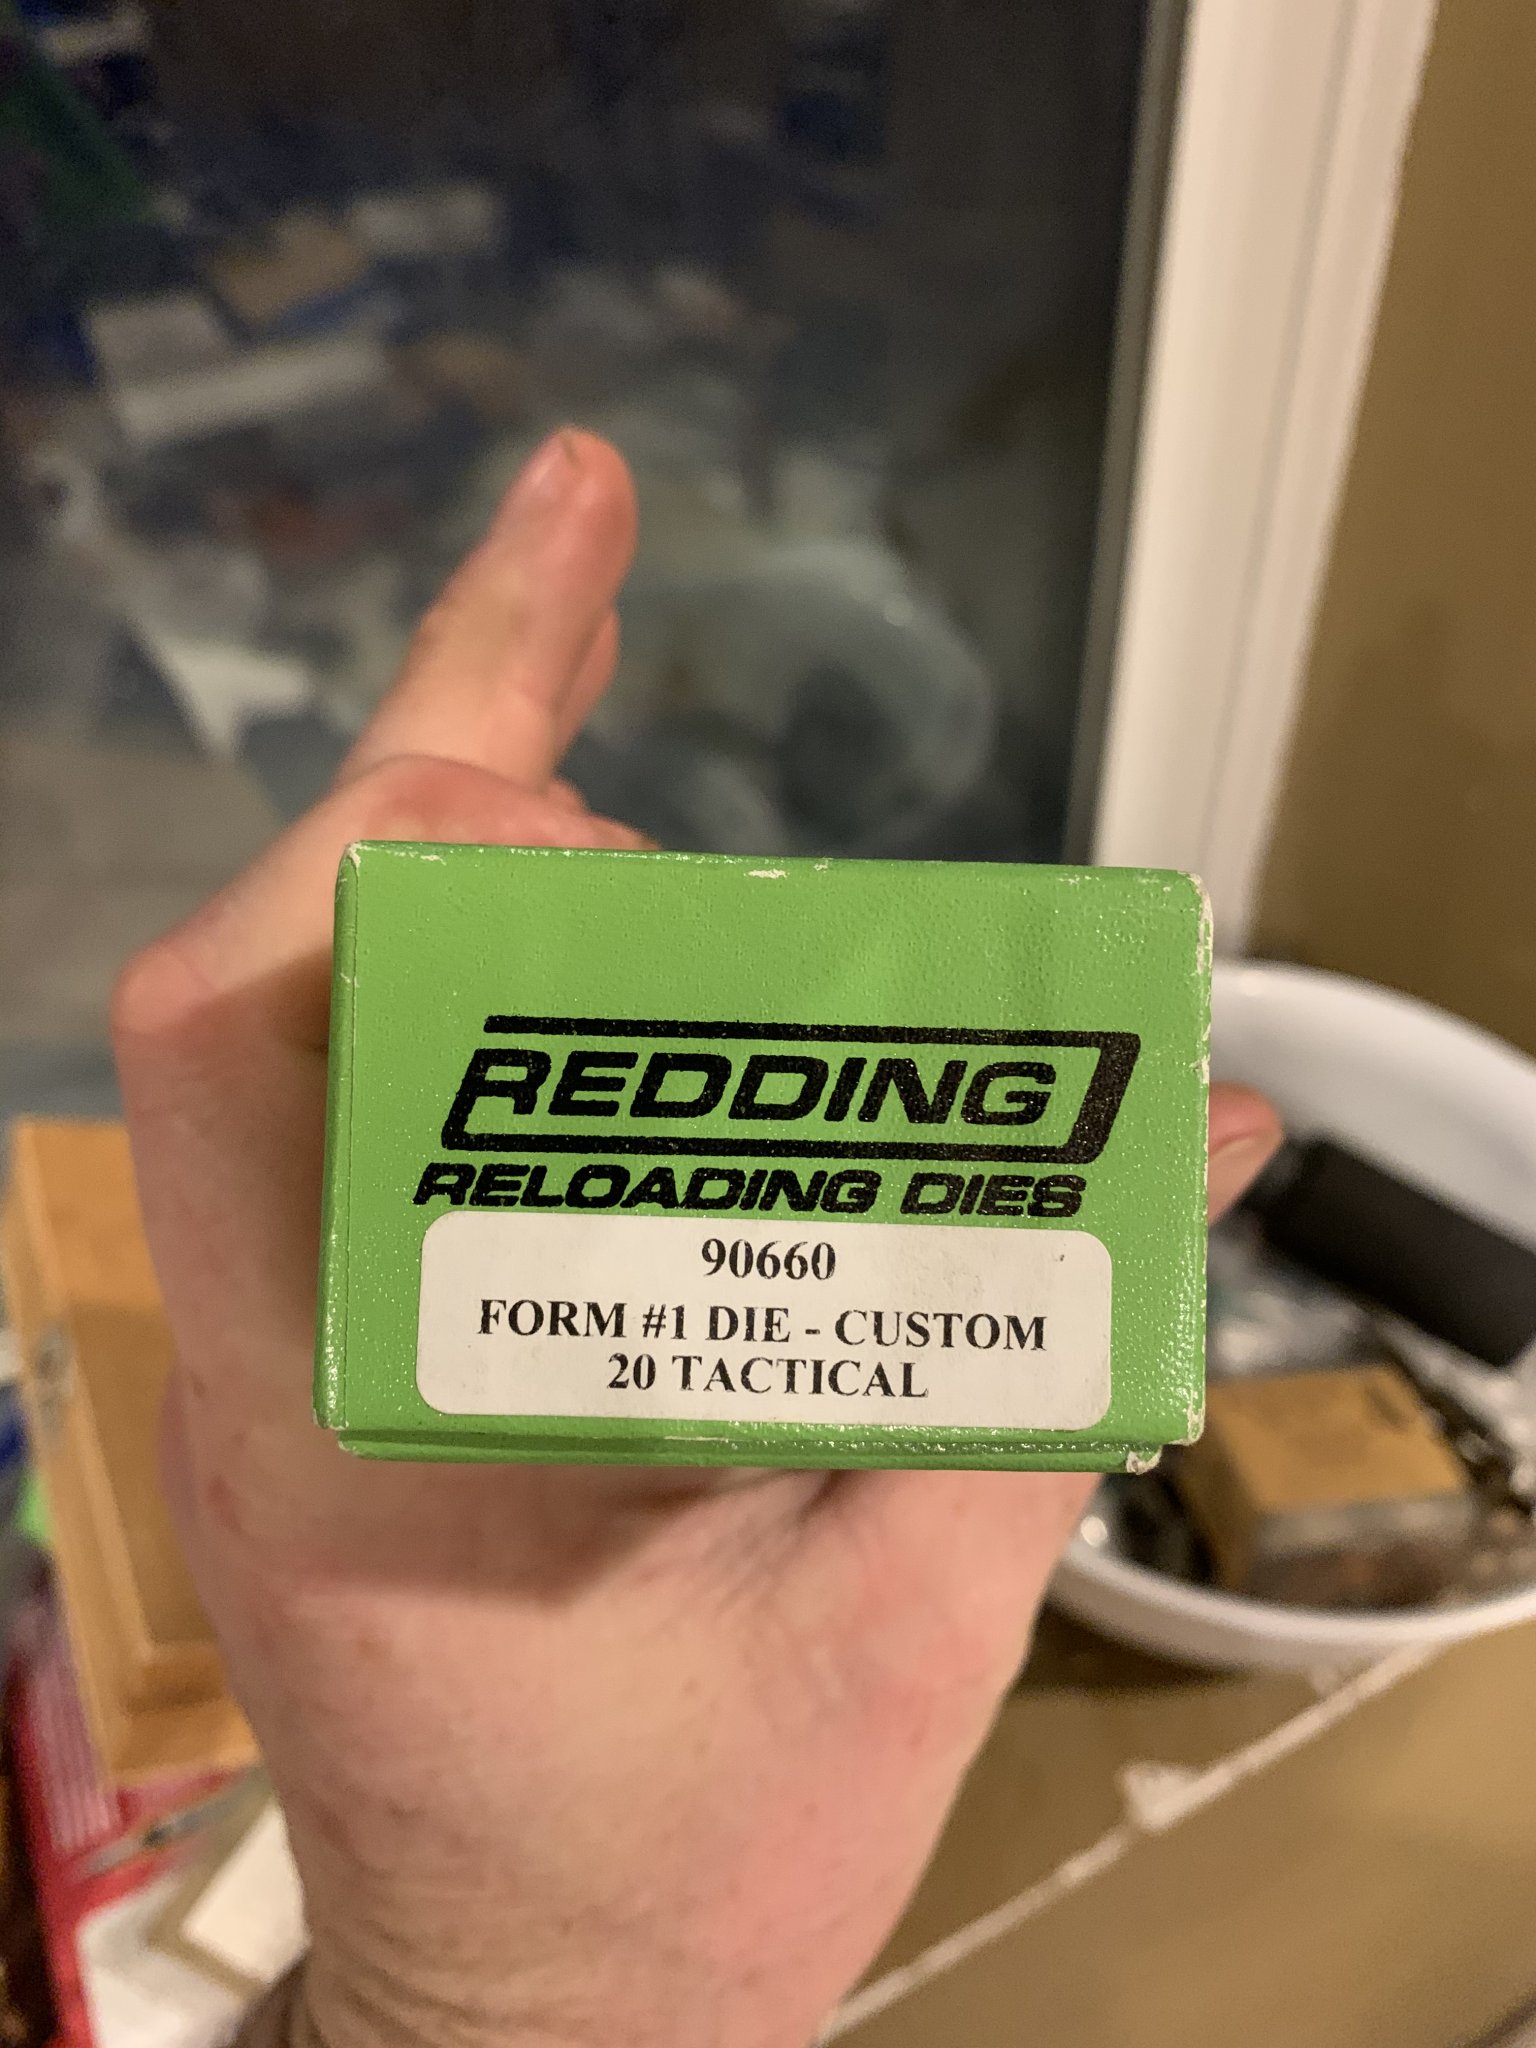 REDDING
RELOADING DIES
90660
FORM #1 DIE - CUSTOM
20 TACTICAL